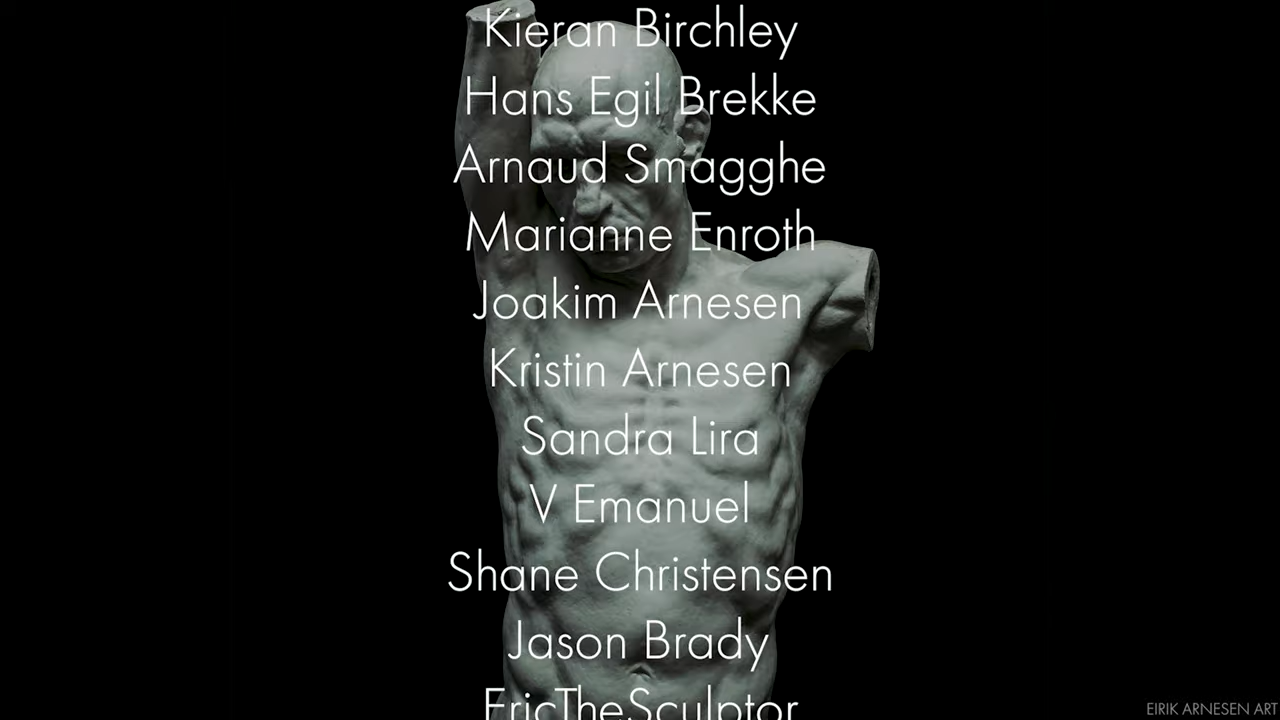 Kieran Birchley
Hans Egil Brekke
Arnaud Smagghe
Marianne Enroth
Joakim Arnesen
Kristin Arnesen
Sandra Lira
V Emanuel
Shane Christensen
Jason Brady
EricTheSculptor
EIRIK ARNESEN ART